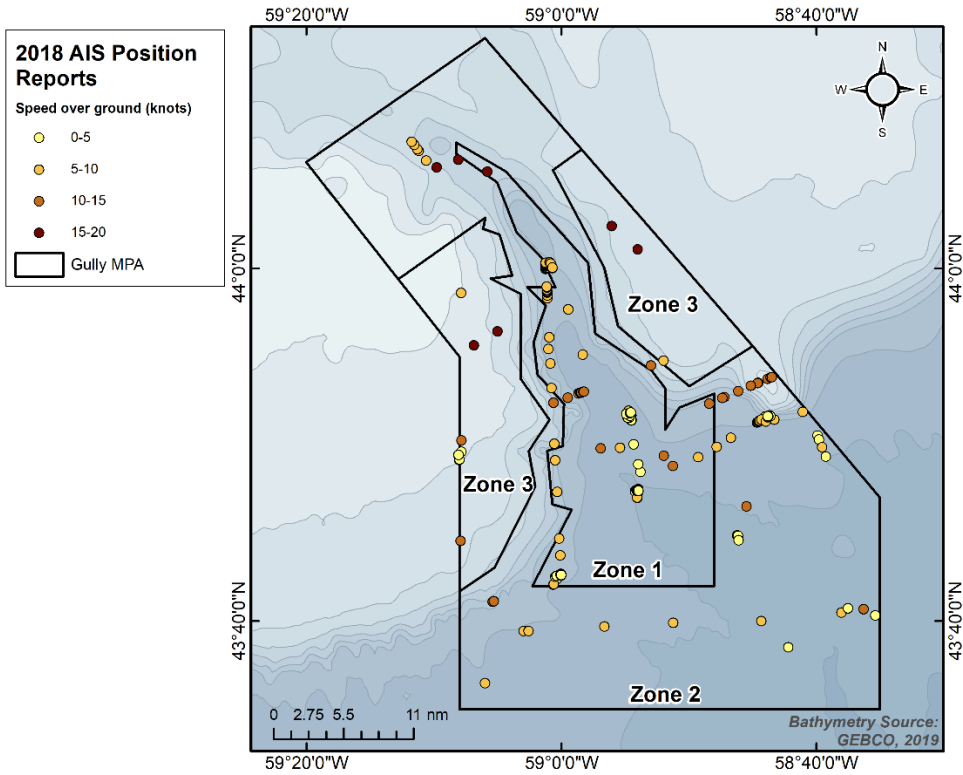 2018 AIS Position
Reports
Speed over ground (knots)
0-5
5-10
10-15
15-20
Gully MPA
59°20'0"W 59°0'0"W 58°40'0"W
N
W E
S
44°0'0"N 44°0'0"N
Zone 3
Zone 3
Zone 1
43°40'0"N 43°40'0"N
Zone 2
0 2.75 5.5 11 nm
Bathymetry Source:
GEBCO, 2019
59°20'0"W 59°0'0"W 58°40'0"W